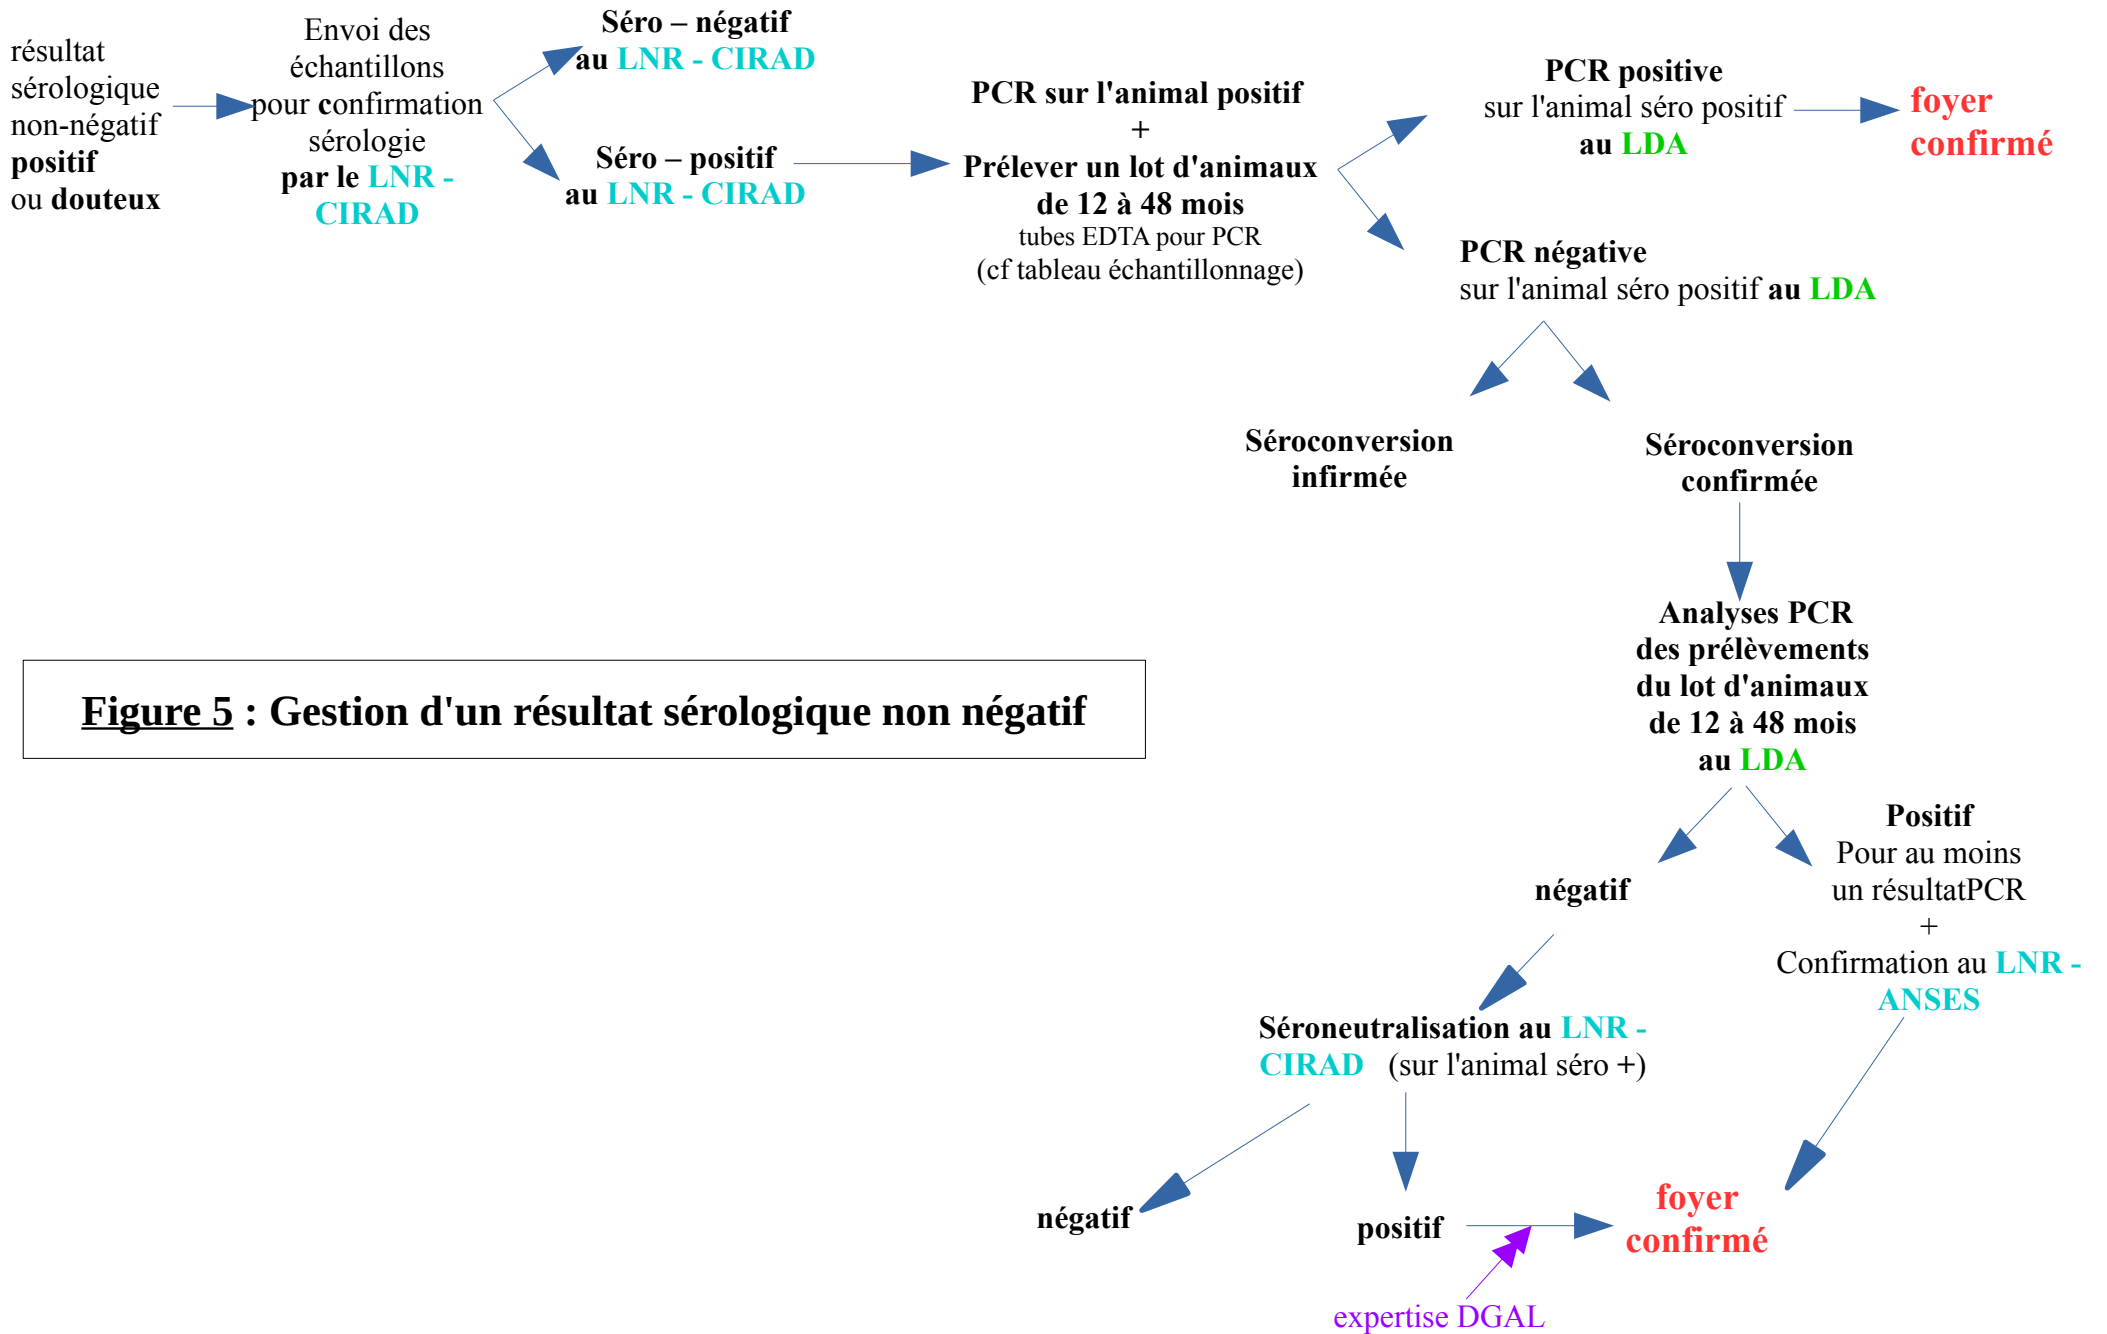 résultat
sérologique
non-négatif
positif
ou douteux
Envoi des
échantillons
pour confirmation
sérologie
par le LNR -
CIRAD
Séro – négatif
au LNR - CIRAD
Séro – positif
au LNR - CIRAD
PCR sur l'animal positif
+
Prélever un lot d'animaux
de 12 à 48 mois
tubes EDTA pour PCR
(cf tableau échantillonnage)
PCR positive
sur l'animal séro positif
au LDA
foyer
confirmé
PCR négative
sur l'animal séro positif au LDA
Séroconversion
infirmée
Séroconversion
confirmée
Analyses PCR
des prélèvements
du lot d'animaux
de 12 à 48 mois
au LDA
Figure 5 : Gestion d'un résultat sérologique non négatif
négatif
Positif
Pour au moins
un résultatPCR
+
Confirmation au LNR -
ANSES
Séroneutralisation au LNR -
CIRAD (sur l'animal séro +)
négatif
positif
foyer
confirmé
expertise DGAL